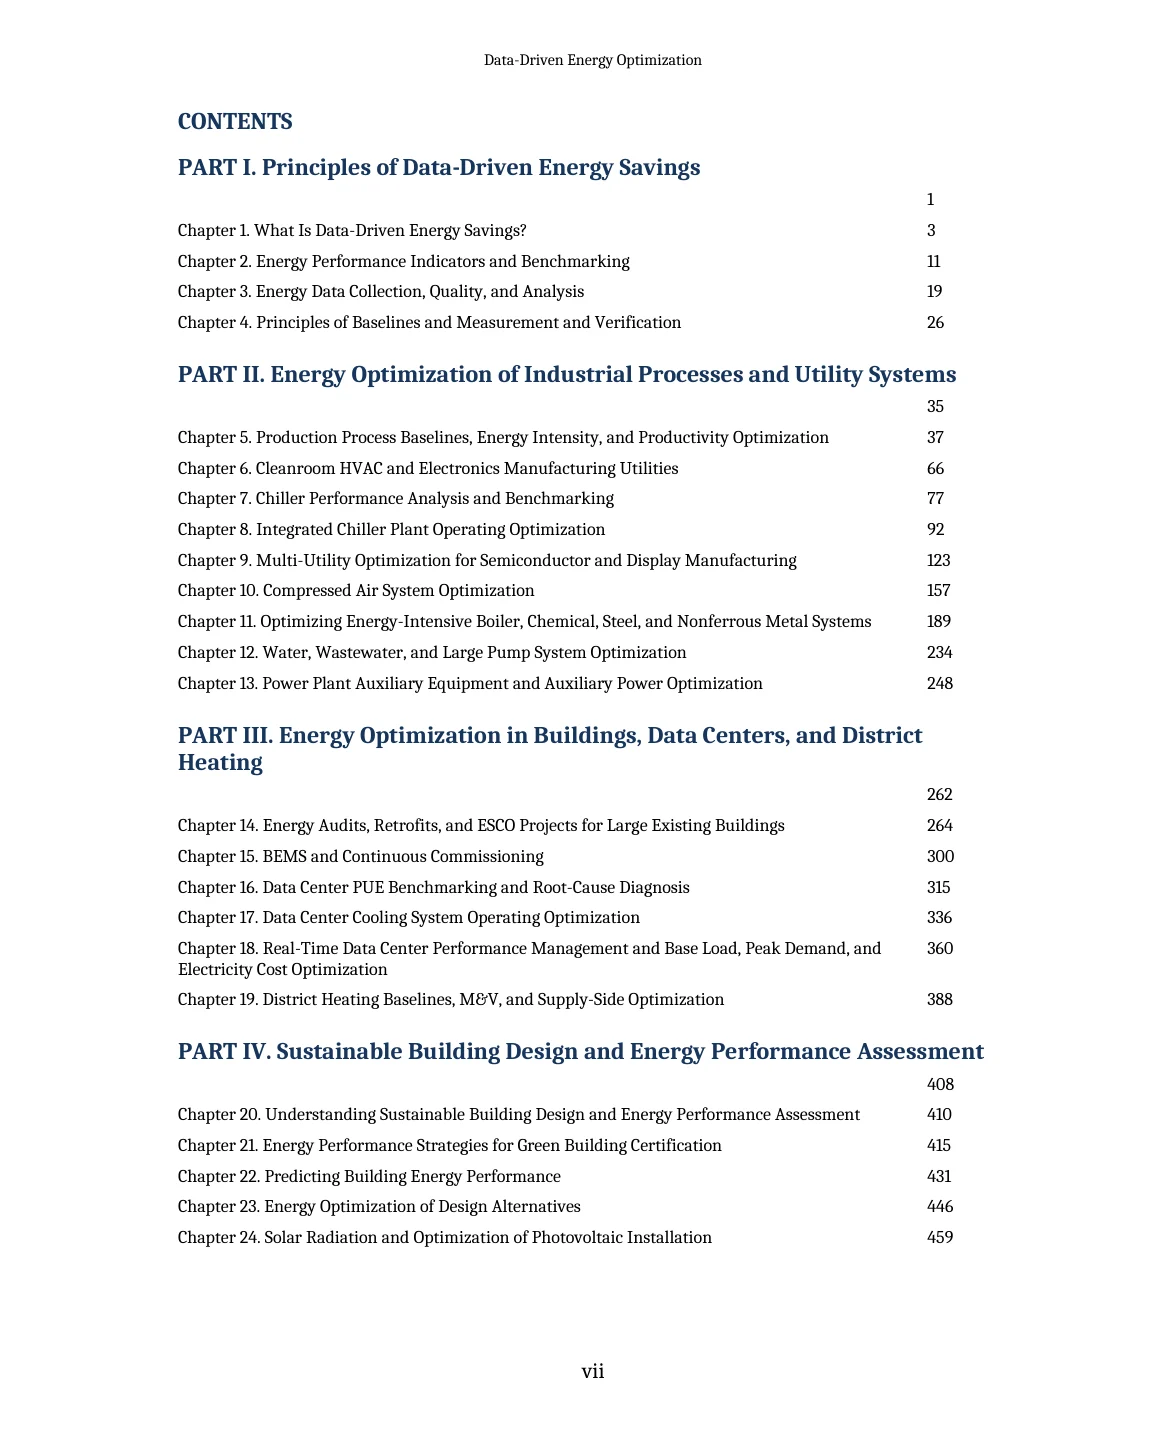 Data-Driven Energy Optimization
CONTENTS
PART I. Principles of Data-Driven Energy Savings
1
Chapter 1. What Is Data-Driven Energy Savings? 3
Chapter 2. Energy Performance Indicators and Benchmarking 11
Chapter 3. Energy Data Collection, Quality, and Analysis 19
Chapter 4. Principles of Baselines and Measurement and Verification 26
PART II. Energy Optimization of Industrial Processes and Utility Systems
35
Chapter 5. Production Process Baselines, Energy Intensity, and Productivity Optimization 37
Chapter 6. Cleanroom HVAC and Electronics Manufacturing Utilities 66
Chapter 7. Chiller Performance Analysis and Benchmarking 77
Chapter 8. Integrated Chiller Plant Operating Optimization 92
Chapter 9. Multi-Utility Optimization for Semiconductor and Display Manufacturing 123
Chapter 10. Compressed Air System Optimization 157
Chapter 11. Optimizing Energy-Intensive Boiler, Chemical, Steel, and Nonferrous Metal Systems 189
Chapter 12. Water, Wastewater, and Large Pump System Optimization 234
Chapter 13. Power Plant Auxiliary Equipment and Auxiliary Power Optimization 248
PART III. Energy Optimization in Buildings, Data Centers, and District
Heating
262
Chapter 14. Energy Audits, Retrofits, and ESCO Projects for Large Existing Buildings 264
Chapter 15. BEMS and Continuous Commissioning 300
Chapter 16. Data Center PUE Benchmarking and Root-Cause Diagnosis 315
Chapter 17. Data Center Cooling System Operating Optimization 336
Chapter 18. Real-Time Data Center Performance Management and Base Load, Peak Demand, and 360
Electricity Cost Optimization
Chapter 19. District Heating Baselines, M&V, and Supply-Side Optimization 388
PART IV. Sustainable Building Design and Energy Performance Assessment
408
Chapter 20. Understanding Sustainable Building Design and Energy Performance Assessment 410
Chapter 21. Energy Performance Strategies for Green Building Certification 415
Chapter 22. Predicting Building Energy Performance 431
Chapter 23. Energy Optimization of Design Alternatives 446
Chapter 24. Solar Radiation and Optimization of Photovoltaic Installation 459
vii